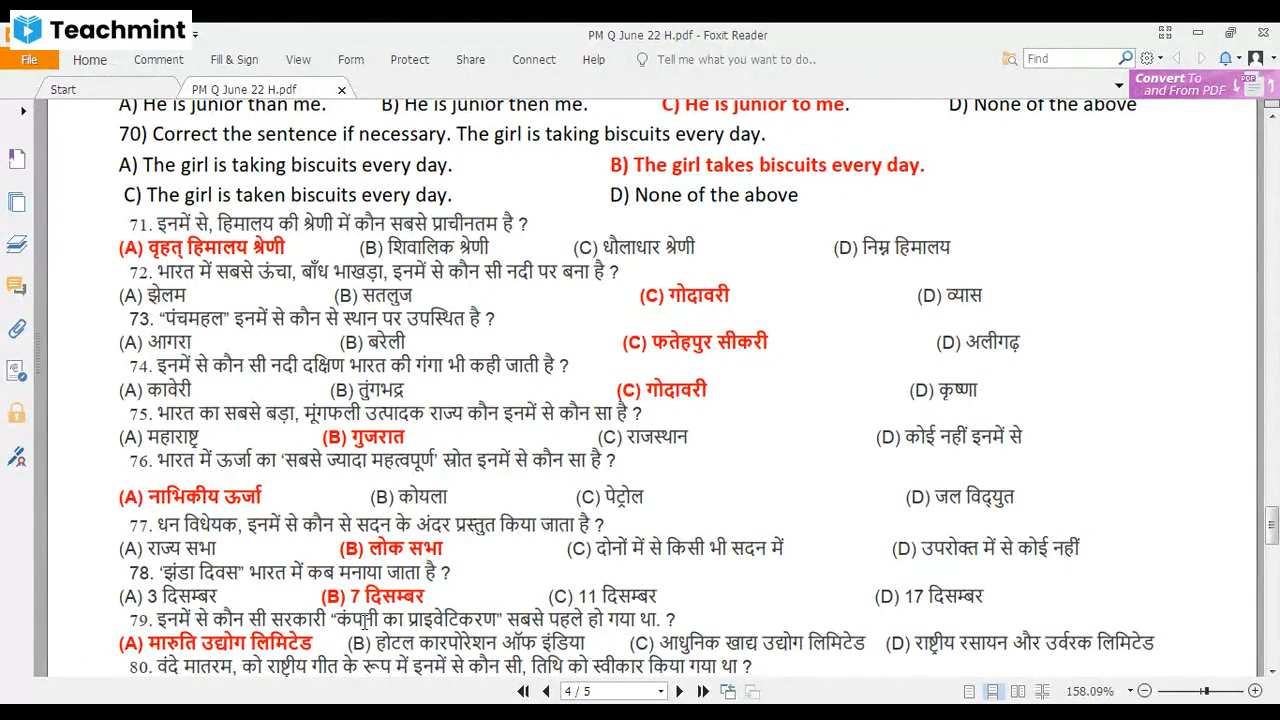 Teachmint
PM Q June 22 H.pdf - Foxit Reader
File Home Comment Fill & Sign View Form Protect Share Connect Help Tell me what you want to do.. Find
Start PM Q June 22 H.pdf
Convert To and From PDF
A) He is junior than me. B) He is junior then me. C) He is junior to me. D) None of the above
70) Correct the sentence if necessary. The girl is taking biscuits every day.
A) The girl is taking biscuits every day. B) The girl takes biscuits every day.
C) The girl is taken biscuits every day. D) None of the above
71. इनमें से, हिमालय की श्रेणी में कौन सबसे प्राचीनतम है ?
(A) वृहत् हिमालय श्रेणी (B) शिवालिक श्रेणी (C) धौलाधार श्रेणी (D) निम्न हिमालय
72. भारत में सबसे ऊंचा, बाँध भाखड़ा, इनमें से कौन सी नदी पर बना है ?
(A) झेलम (B) सतलुज (C) गोदावरी (D) व्यास
73. “पंचमहल” इनमें से कौन से स्थान पर उपस्थित है ?
(A) आगरा (B) बरेली (C) फतेहपुर सीकरी (D) अलीगढ़
74. इनमें से कौन सी नदी दक्षिण भारत की गंगा भी कही जाती है ?
(A) कावेरी (B) तुंगभद्र (C) गोदावरी (D) कृष्णा
75. भारत का सबसे बड़ा, मूंगफली उत्पादक राज्य कौन इनमें से कौन सा है ?
(A) महाराष्ट्र (B) गुजरात (C) राजस्थान (D) कोई नहीं इनमें से
76. भारत में ऊर्जा का ‘सबसे ज्यादा महत्वपूर्ण’ स्रोत इनमें से कौन सा है ?
(A) नाभिकीय ऊर्जा (B) कोयला (C) पेट्रोल (D) जल विद्युत
77. धन विधेयक, इनमें से कौन से सदन के अंदर प्रस्तुत किया जाता है ?
(A) राज्य सभा (B) लोक सभा (C) दोनों में से किसी भी सदन में (D) उपरोक्त में से कोई नहीं
78. ‘झंडा दिवस” भारत में कब मनाया जाता है ?
(A) 3 दिसम्बर (B) 7 दिसम्बर (C) 11 दिसम्बर (D) 17 दिसम्बर
79. इनमें से कौन सी सरकारी “कंपनी का प्राइवेटिकरण” सबसे पहले हो गया था. ?
(A) मारुति उद्योग लिमिटेड (B) होटल कारपोरेशन ऑफ इंडिया (C) आधुनिक खाद्य उद्योग लिमिटेड (D) राष्ट्रीय रसायन और उर्वरक लिमिटेड
80. वंदे मातरम, को राष्ट्रीय गीत के रूप में इनमें से कौन सी, तिथि को स्वीकार किया गया था ?
4 / 5 158.09%